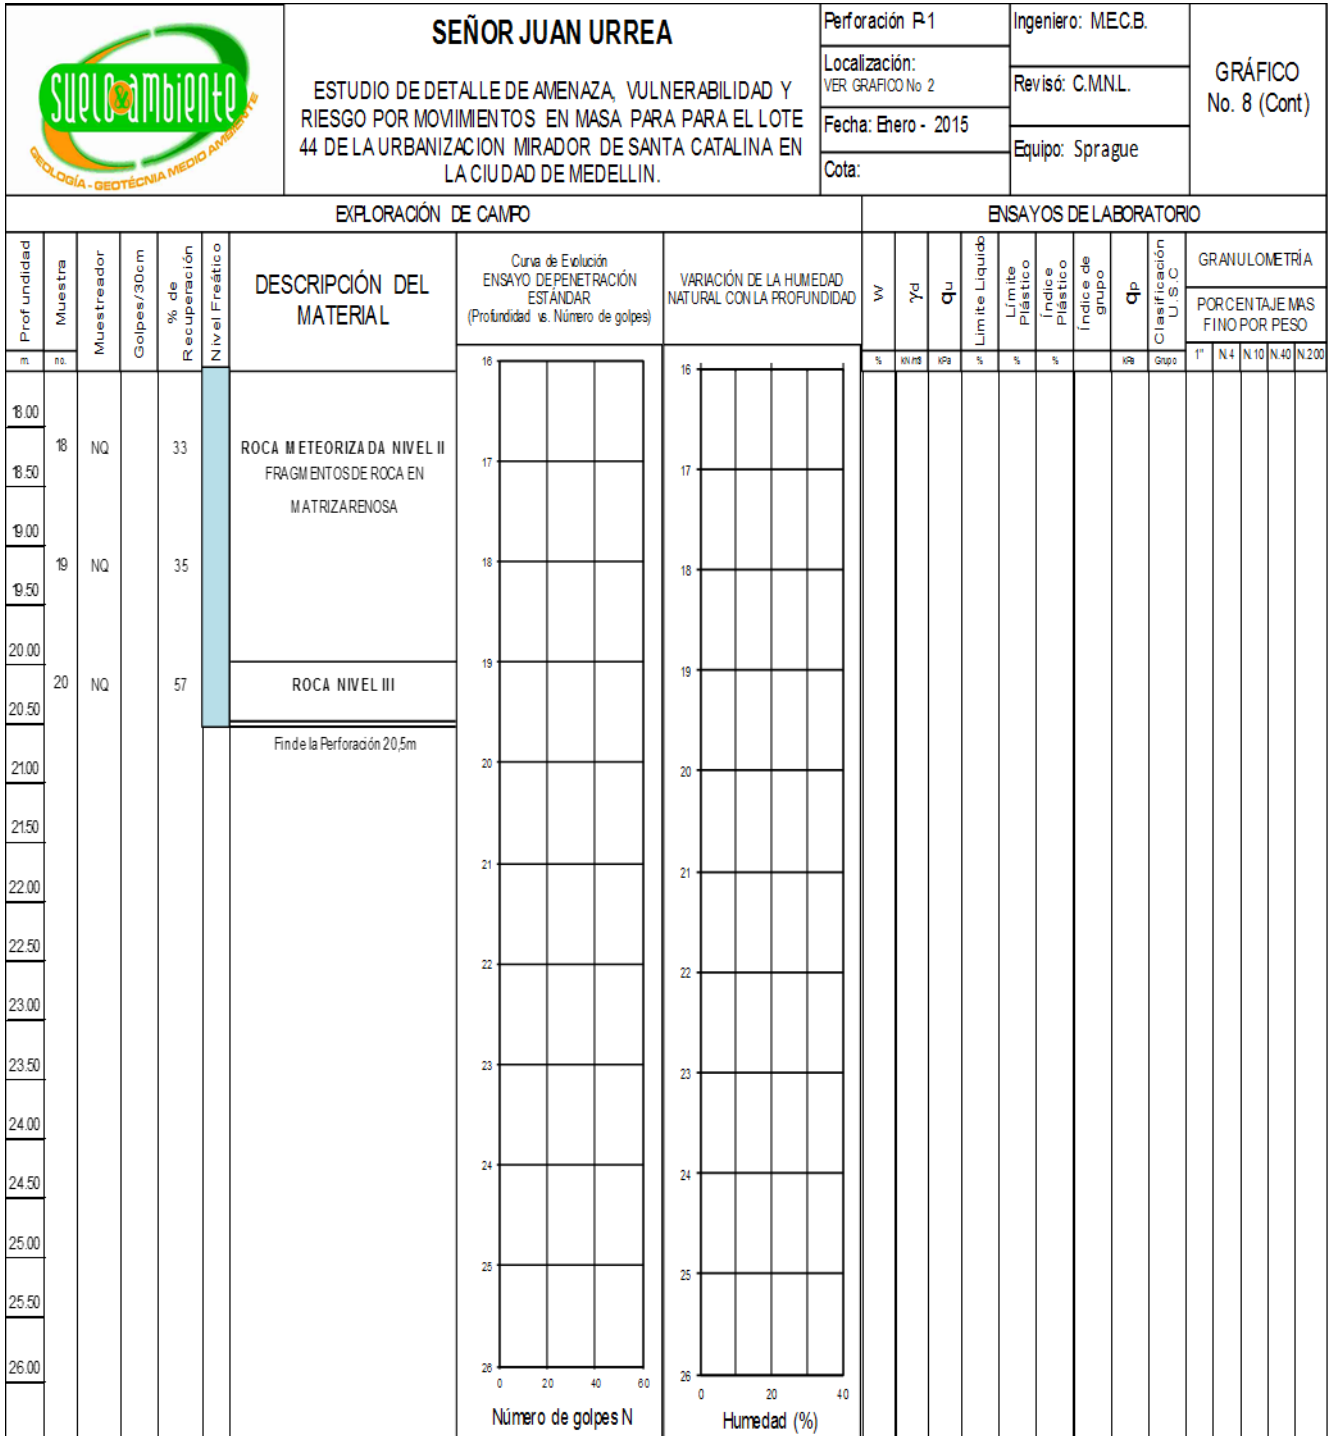 suelo & ambiente
GEOLOGÍA - GEOTÉCNIA MEDIO AMBIENTE
SEÑOR JUAN URREA
ESTUDIO DE DETALLE DE AMENAZA, VULNERABILIDAD Y
RIESGO POR MOVIMIENTOS EN MASA PARA PARA EL LOTE
44 DE LA URBANIZACION MIRADOR DE SANTA CATALINA EN
LA CIUDAD DE MEDELLIN.
Perforación P-1
Localización:
VER GRAFICO No 2
Fecha: Enero - 2015
Cota:
Ingeniero: M.E.C.B.
Revisó: C.M.N.L.
Equipo: Sprague
GRÁFICO
No. 8 (Cont)
EXPLORACIÓN DE CAMPO
ENSAYOS DE LABORATORIO
Profundidad
m.
Muestra
no.
Muestreador
Golpes/30cm
% de
Recuperación
Nivel Freático
DESCRIPCIÓN DEL
MATERIAL
Curva de Evolución
ENSAYO DE PENETRACIÓN
ESTÁNDAR
(Profundidad vs. Número de golpes)
VARIACIÓN DE LA HUMEDAD
NATURAL CON LA PROFUNDIDAD
W
%
γd
kN/m3
qu
kPa
Limite Liquido
%
Límite
Plástico
%
Índice
Plástico
%
Índice de
grupo
qp
kPa
Clasificación
U.S.C
Grupo
GRANULOMETRÍA
PORCENTAJE MAS
FINO POR PESO
1" N.4 N.10 N.40 N.200
18.00
18 NQ 33 ROCA METEORIZADA NIVEL II
18.50
FRAGMENTOS DE ROCA EN
MATRIZ ARENOSA
19.00
19 NQ 35
19.50
20.00
20 NQ 57 ROCA NIVEL III
20.50
Fin de la Perforación 20,5m
21.00
21.50
22.00
22.50
23.00
23.50
24.00
24.50
25.00
25.50
26.00
16
17
18
19
20
21
22
23
24
25
26
0 20 40 60
Número de golpes N
16
17
18
19
20
21
22
23
24
25
26
0 20 40
Humedad (%)